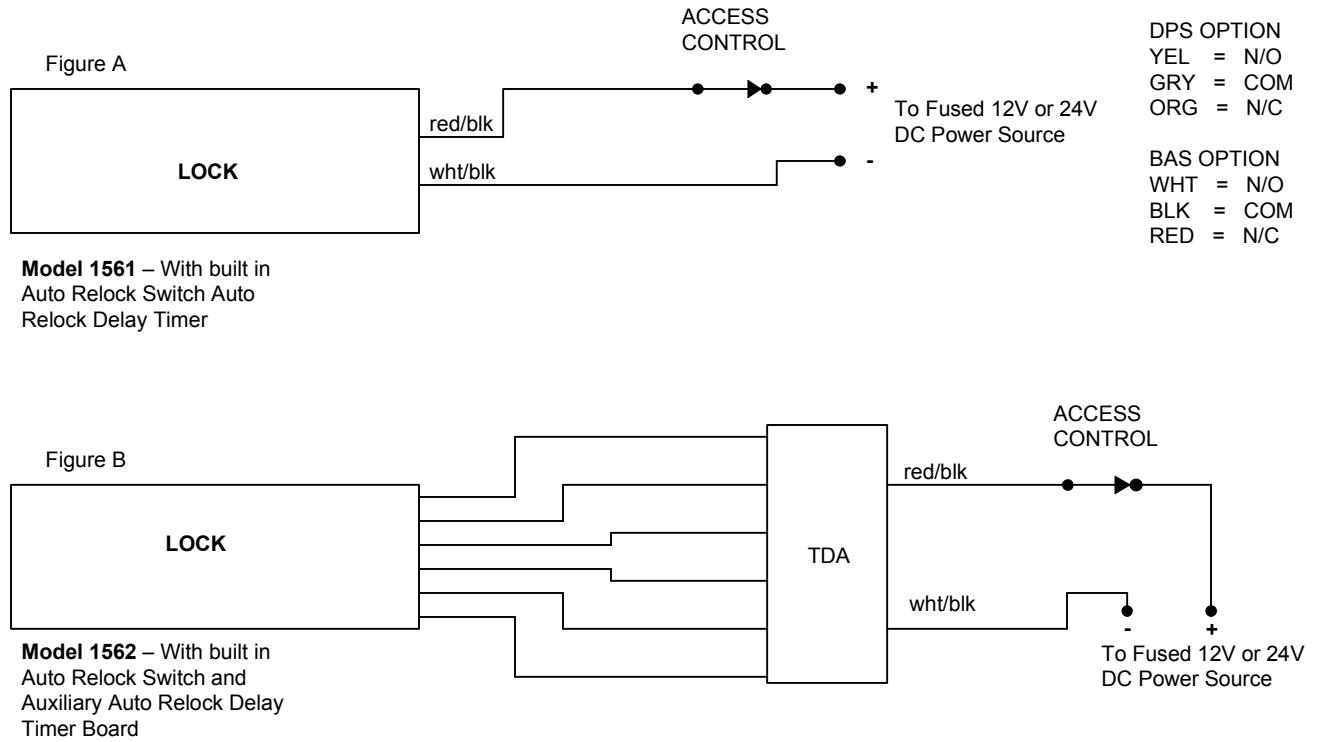 ACCESS
CONTROL
DPS OPTION
YEL = N/O
GRY = COM
ORG = N/C
Figure A
+
To Fused 12V or 24V
DC Power Source
red/blk
LOCK
wht/blk
-
BAS OPTION
WHT = N/O
BLK = COM
RED = N/C
Model 1561 – With built in
Auto Relock Switch Auto
Relock Delay Timer
ACCESS
CONTROL
Figure B
red/blk
LOCK
TDA
wht/blk
-
+
To Fused 12V or 24V
DC Power Source
Model 1562 – With built in
Auto Relock Switch and
Auxiliary Auto Relock Delay
Timer Board